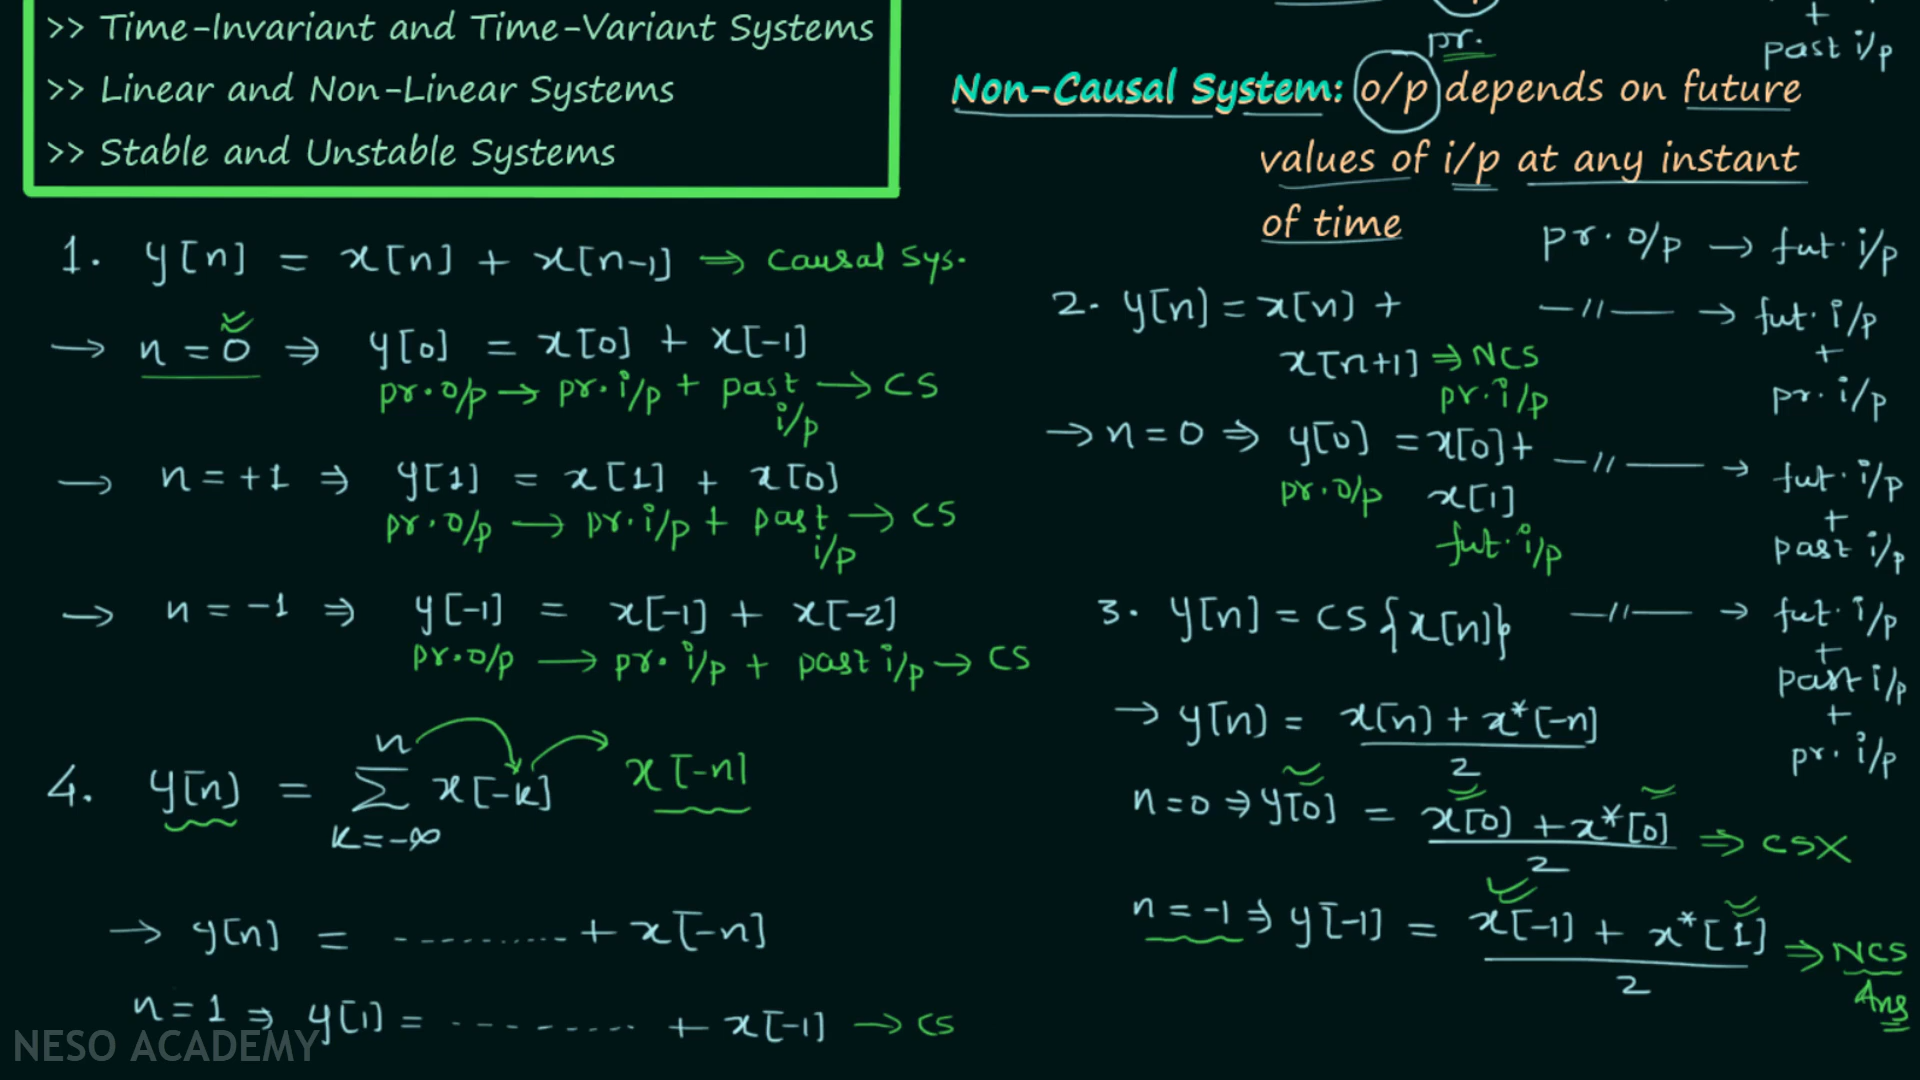 >> Time-Invariant and Time-Variant Systems
>> Linear and Non-Linear Systems
>> Stable and Unstable Systems
1. y[n] = x[n] + x[n-1] ⇒ Causal Sys.
→ n = 0 ⇒ y[0] = x[0] + x[-1]
pr. o/p → pr. i/p + past i/p → CS
→ n = +1 ⇒ y[1] = x[1] + x[0]
pr. o/p → pr. i/p + past i/p → CS
→ n = -1 ⇒ y[-1] = x[-1] + x[-2]
pr. o/p → pr. i/p + past i/p → CS
n
4. y[n] = Σ x[-k] x[-n]
k=-∞
→ y[n] = ---------- + x[-n]
n = 1 ⇒ y[1] = ---------- + x[-1] → CS
NESO ACADEMY
pr.
+
past i/p
Non-Causal System: o/p depends on future
values of i/p at any instant
of time
pr. o/p → fut. i/p
—〃— → fut. i/p
+
pr. i/p
—〃— → fut. i/p
+
past i/p
—〃— → fut. i/p
+
past i/p
+
pr. i/p
2. y[n] = x[n] +
x[n+1] ⇒ NCS
pr. i/p
→ n = 0 ⇒ y[0] = x[0] +
pr. o/p x[1]
fut. i/p
3. y[n] = CS {x[n]}
→ y[n] = x[n] + x*[-n]
2
n=0 ⇒ y[0] = x[0] + x*[0] ⇒ CSX
2
n = -1 ⇒ y[-1] = x[-1] + x*[1] ⇒ NCS
2
Ans